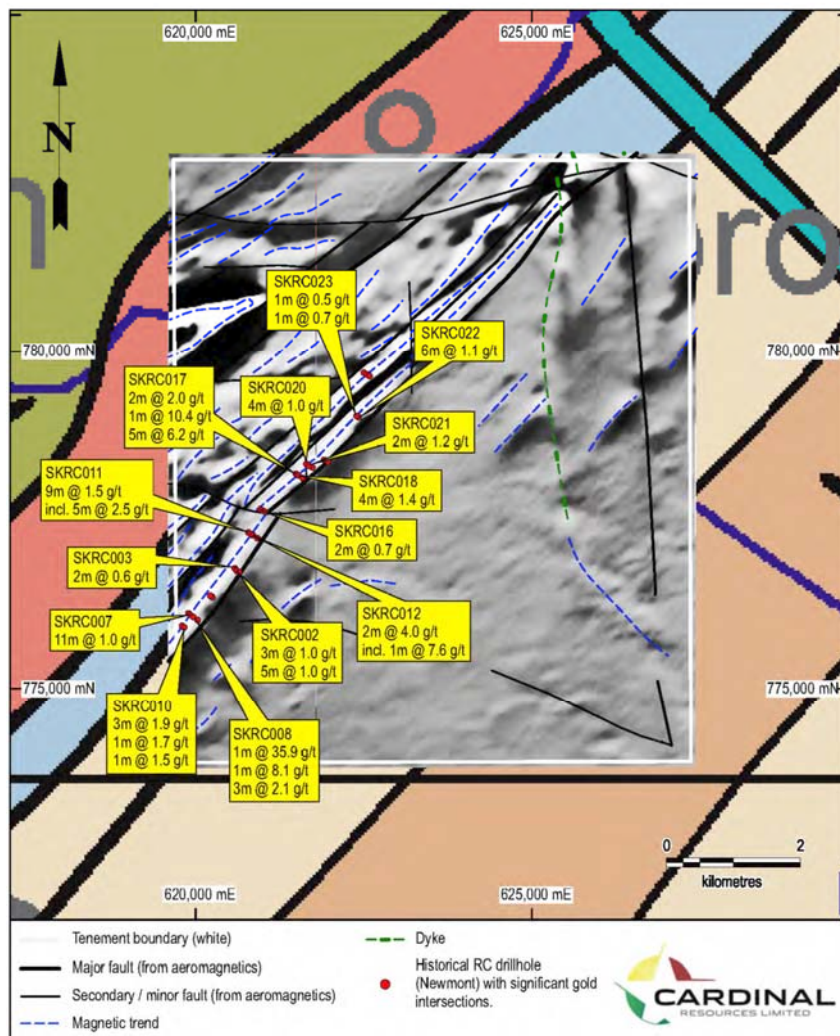 620,000 mE
625,000 mE
N
o
n
oro
SKRC023
1m @ 0.5 g/t
1m @ 0.7 g/t
SKRC022
6m @ 1.1 g/t
780,000 mN
780,000 mN
SKRC017
2m @ 2.0 g/t
1m @ 10.4 g/t
5m @ 6.2 g/t
SKRC020
4m @ 1.0 g/t
SKRC021
2m @ 1.2 g/t
SKRC011
9m @ 1.5 g/t
incl. 5m @ 2.5 g/t
SKRC018
4m @ 1.4 g/t
SKRC016
2m @ 0.7 g/t
SKRC003
2m @ 0.6 g/t
SKRC007
11m @ 1.0 g/t
SKRC012
2m @ 4.0 g/t
incl. 1m @ 7.6 g/t
SKRC002
3m @ 1.0 g/t
5m @ 1.0 g/t
775,000 mN
775,000 mN
SKRC010
3m @ 1.9 g/t
1m @ 1.7 g/t
1m @ 1.5 g/t
SKRC008
1m @ 35.9 g/t
1m @ 8.1 g/t
3m @ 2.1 g/t
0 2
kilometres
620,000 mE
625,000 mE
Tenement boundary (white)
Major fault (from aeromagnetics)
Secondary / minor fault (from aeromagnetics)
Magnetic trend
Dyke
Historical RC drillhole
(Newmont) with significant gold
intersections.
CARDINAL
RESOURCES LIMITED